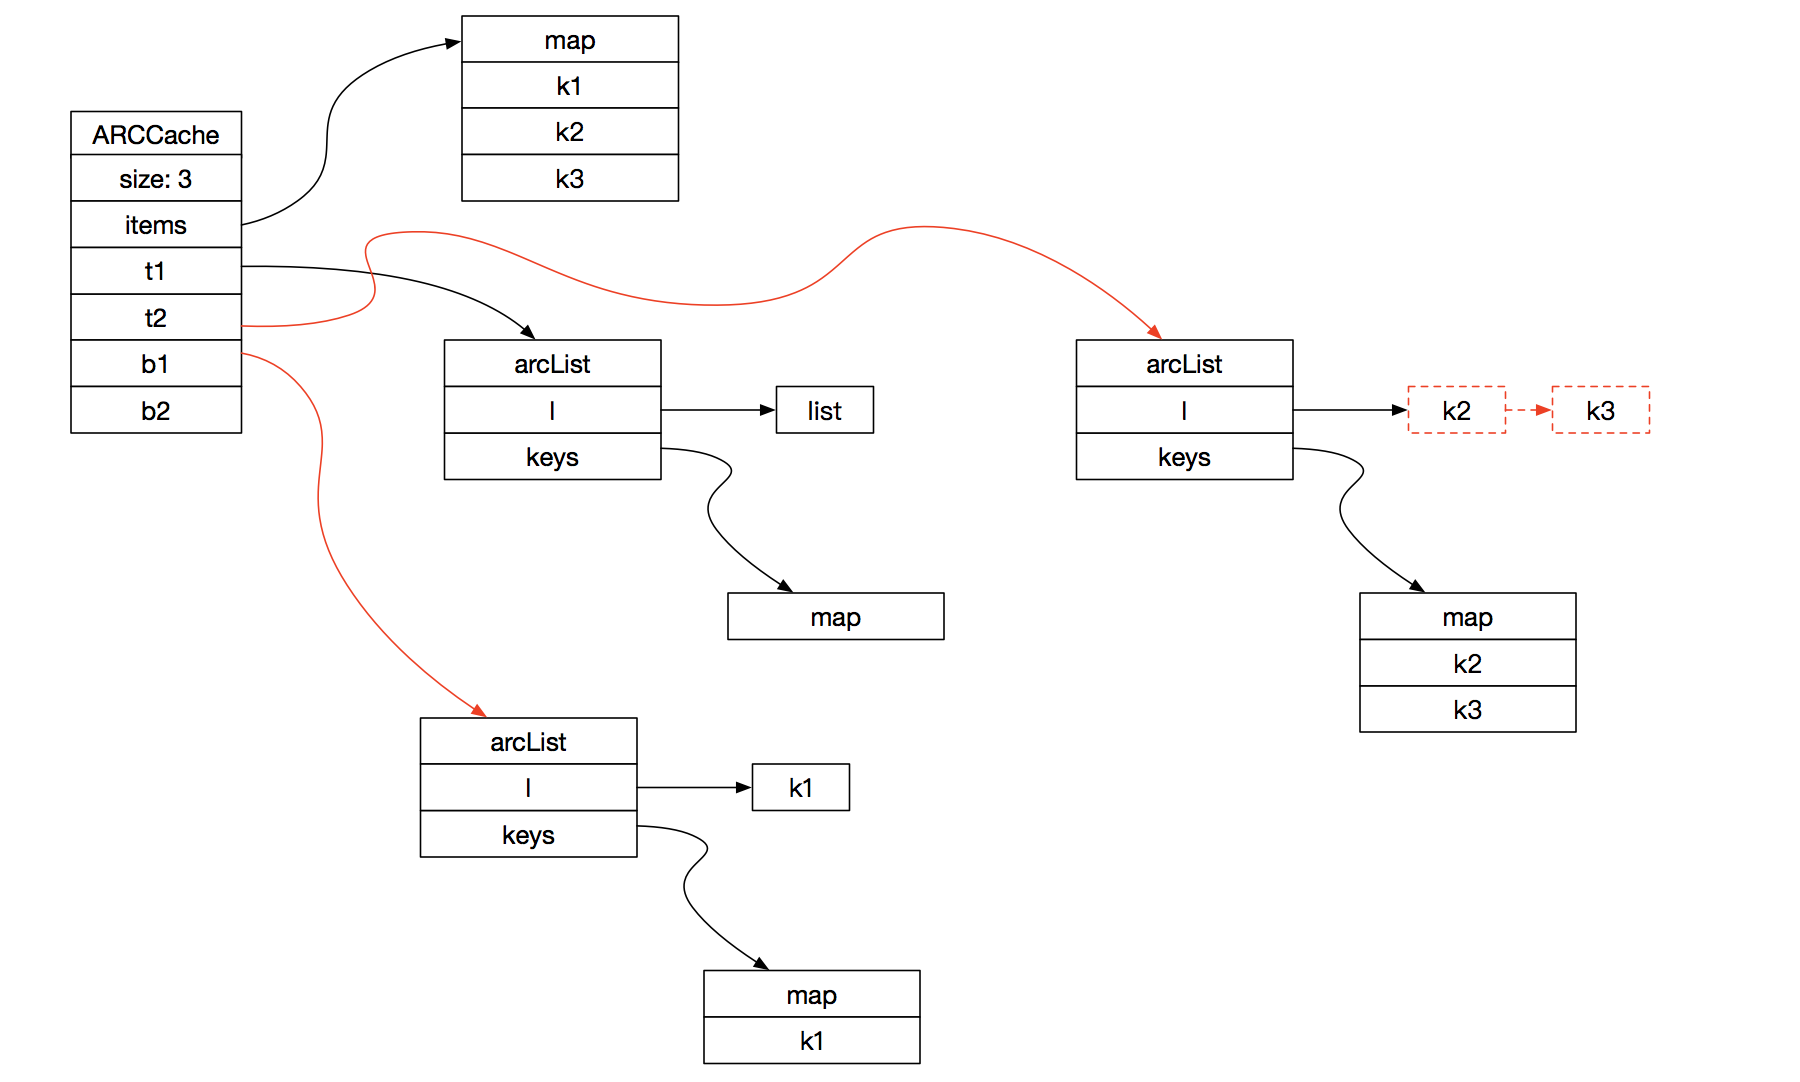 map
k1
k2
k3
ARCCache
size: 3
items
t1
t2
b1
b2
arcList
l
keys
list
map
arcList
l
keys
k2
k3
map
k2
k3
arcList
l
keys
k1
map
k1